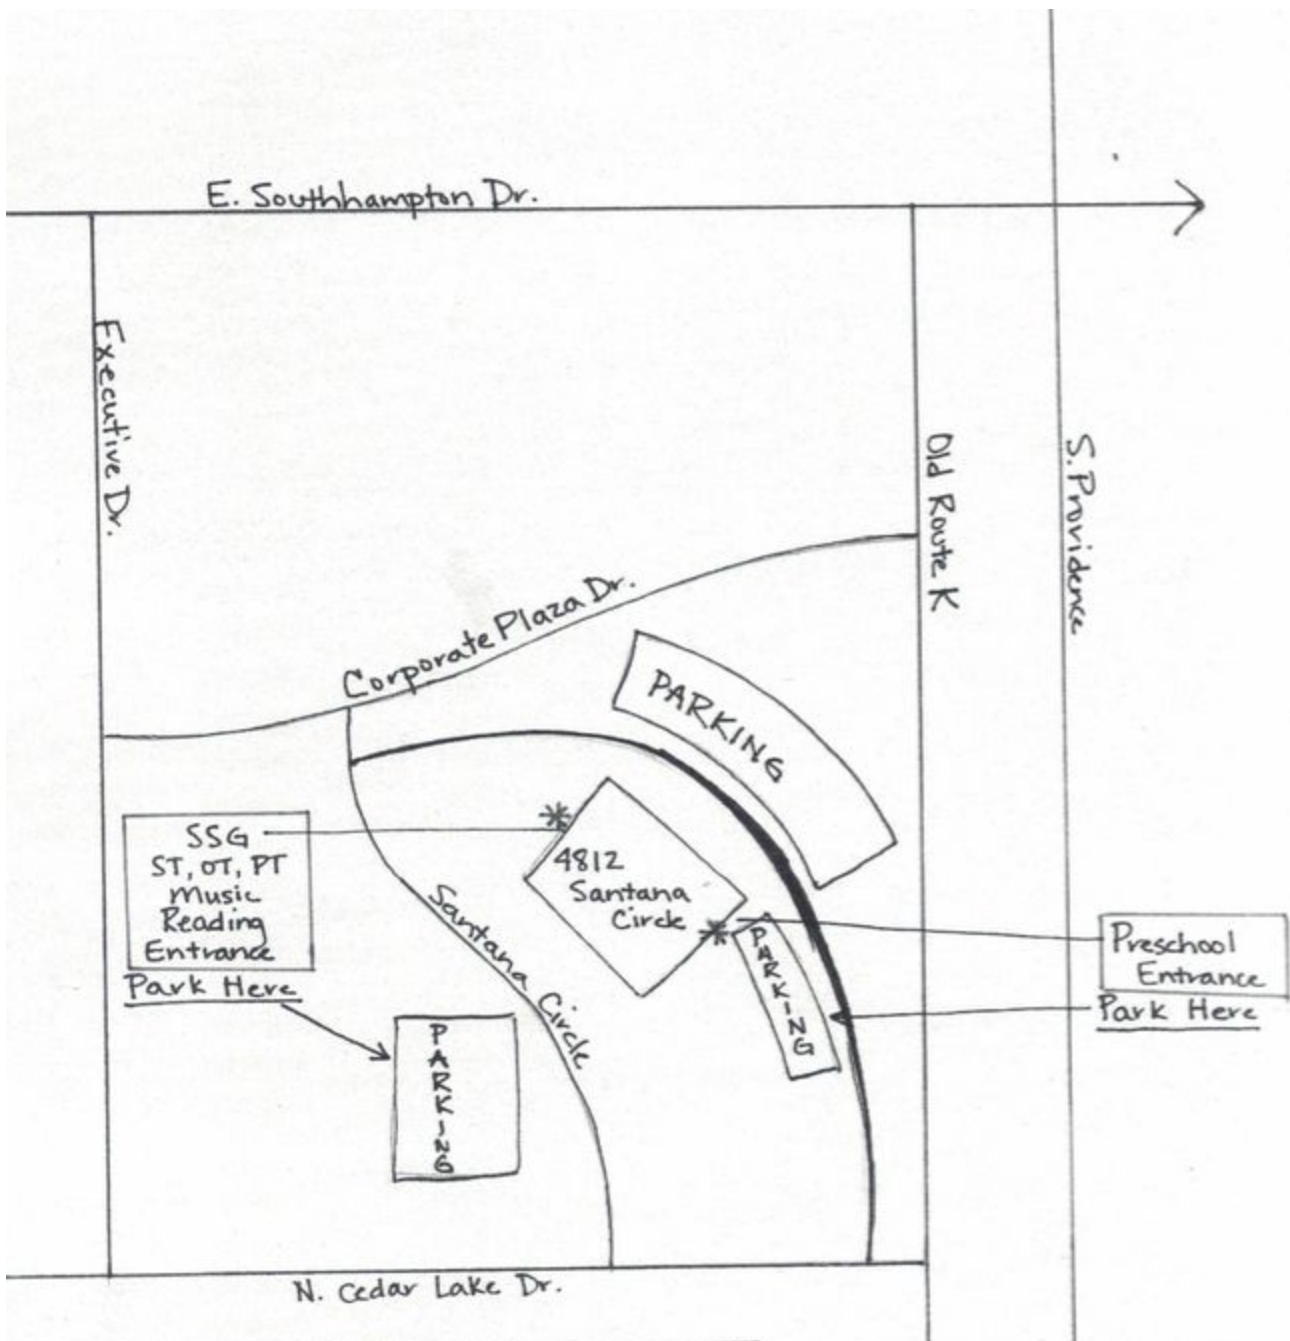 E. Southhampton Dr.
Executive Dr.
Old Route K
S. Providence
Corporate Plaza Dr.
PARKING
SSG
ST, OT, PT
Music
Reading
Entrance
Park Here
4812
Santana
Circle
Santana Circle
PARKING
Preschool
Entrance
Park Here
PARKING
N. Cedar Lake Dr.